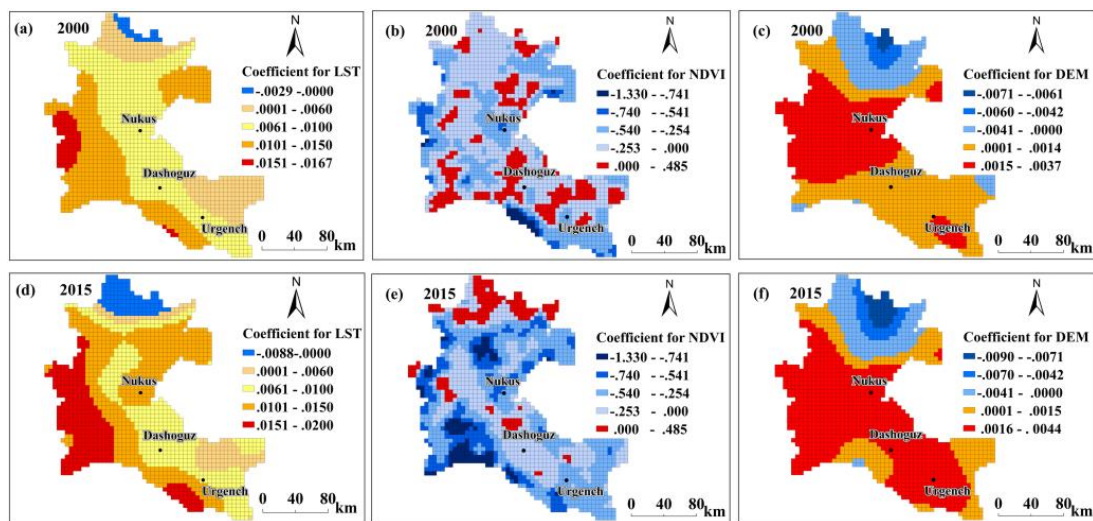 (a)
2000
N
Coefficient for LST
-.0029 -.0000
.0001 - .0060
.0061 - .0100
.0101 - .0150
.0151 - .0167
Nukus
Dashoguz
Urgench
0 40 80
km
(b)
2000
N
Coefficient for NDVI
-1.330 - -.741
-.740 - -.541
-.540 - -.254
-.253 - .000
.000 - .485
Nukus
Dashoguz
Urgench
0 40 80
km
(c)
2000
N
Coefficient for DEM
-.0071 - -.0061
-.0060 - -.0042
-.0041 - .0000
.0001 - .0014
.0015 - .0037
Nukus
Dashoguz
Urgench
0 40 80
km
(d)
2015
N
Coefficient for LST
-.0088-.0000
.0001 - .0060
.0061 - .0100
.0101 - .0150
.0151 - .0200
Nukus
Dashoguz
Urgench
0 40 80
km
(e)
2015
N
Coefficient for NDVI
-1.330 - -.741
-.740 - -.541
-.540 - -.254
-.253 - .000
.000 - .485
Nukus
Dashoguz
Urgench
0 40 80
km
(f)
2015
N
Coefficient for DEM
-.0090 - -.0071
-.0070 - -.0042
-.0041 - .0000
.0001 - .0015
.0016 - .0044
Nukus
Dashoguz
Urgench
0 40 80
km